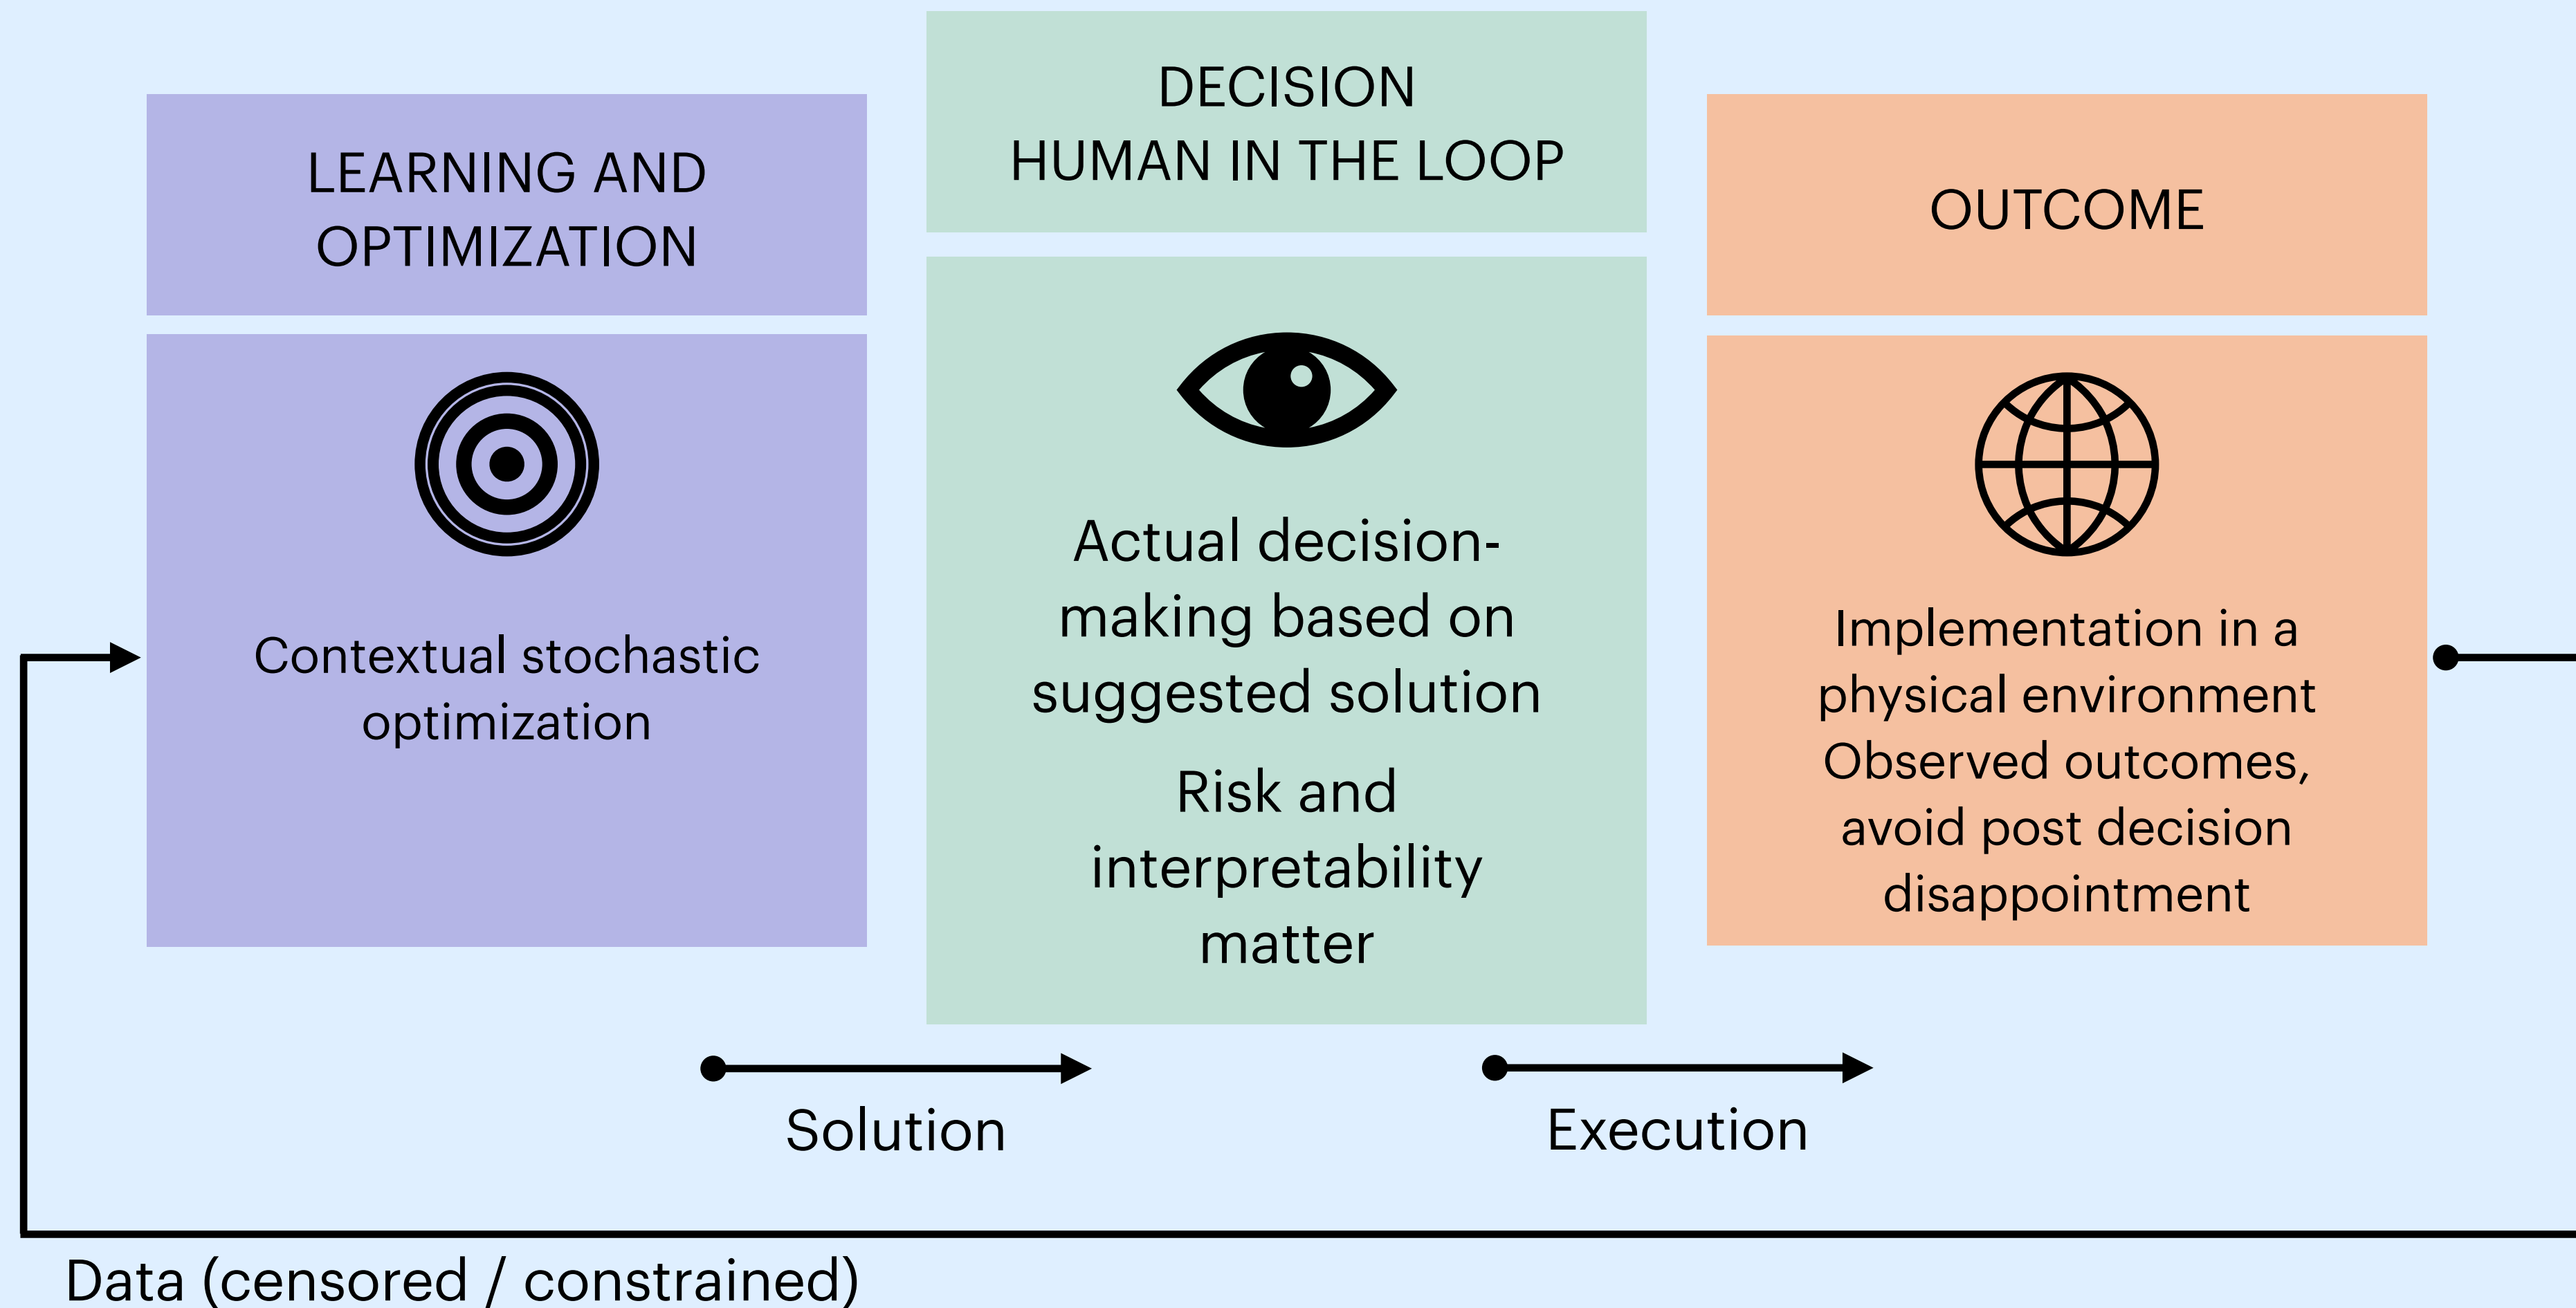 LEARNING AND
OPTIMIZATION
Contextual stochastic
optimization
DECISION
HUMAN IN THE LOOP
Actual decision-
making based on
suggested solution
Risk and
interpretability
matter
OUTCOME
Implementation in a
physical environment
Observed outcomes,
avoid post decision
disappointment
Solution
Execution
Data (censored / constrained)